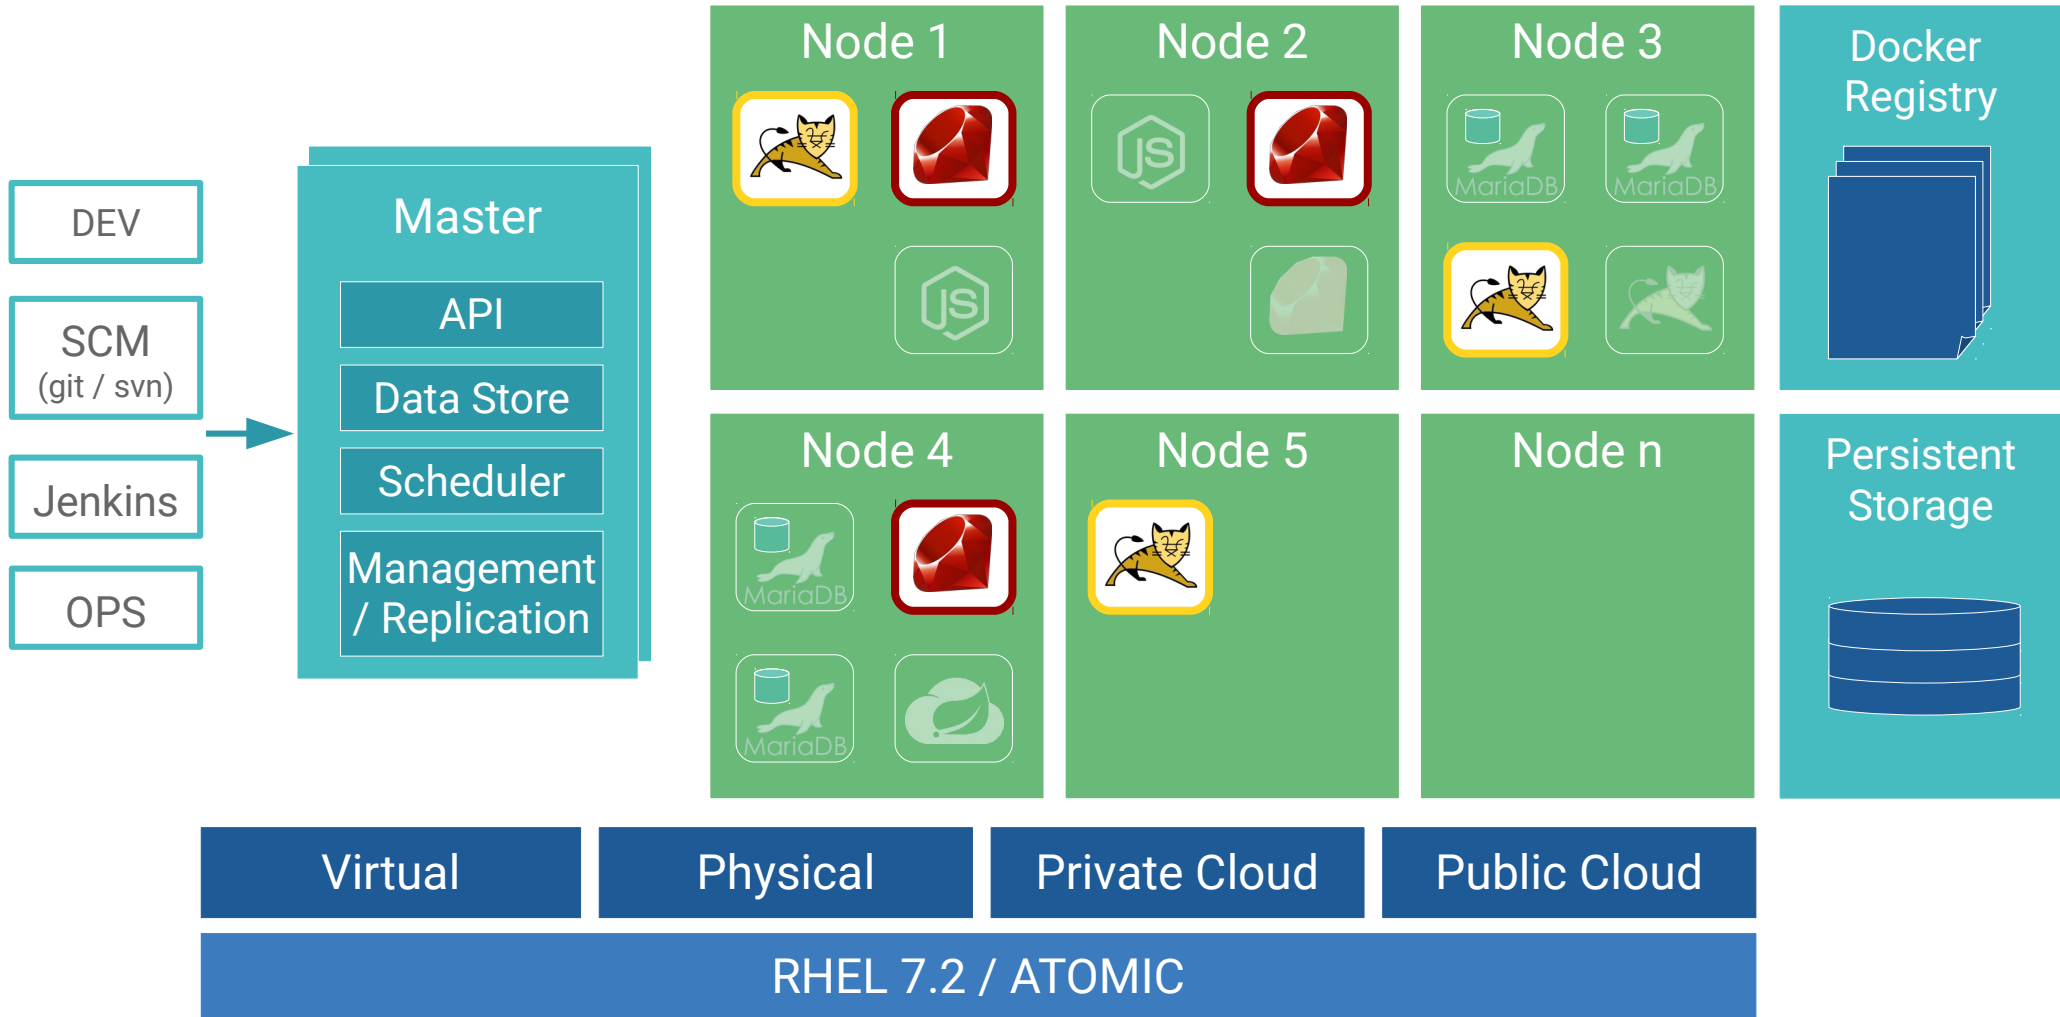 DEV
SCM
(git / svn)
Jenkins
OPS
Master
API
Data Store
Scheduler
Management
/ Replication
Node 1
JS
Node 2
JS
Node 3
MariaDB
MariaDB
Node 4
MariaDB
MariaDB
Node 5
Node n
Docker
Registry
Persistent
Storage
Virtual
Physical
Private Cloud
Public Cloud
RHEL 7.2 / ATOMIC